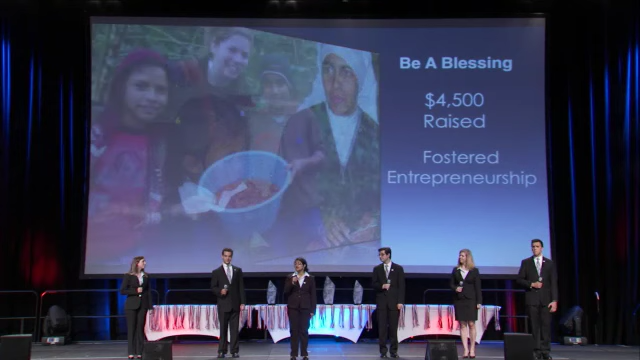 Be A Blessing
$4,500
Raised
Fostered
Entrepreneurship